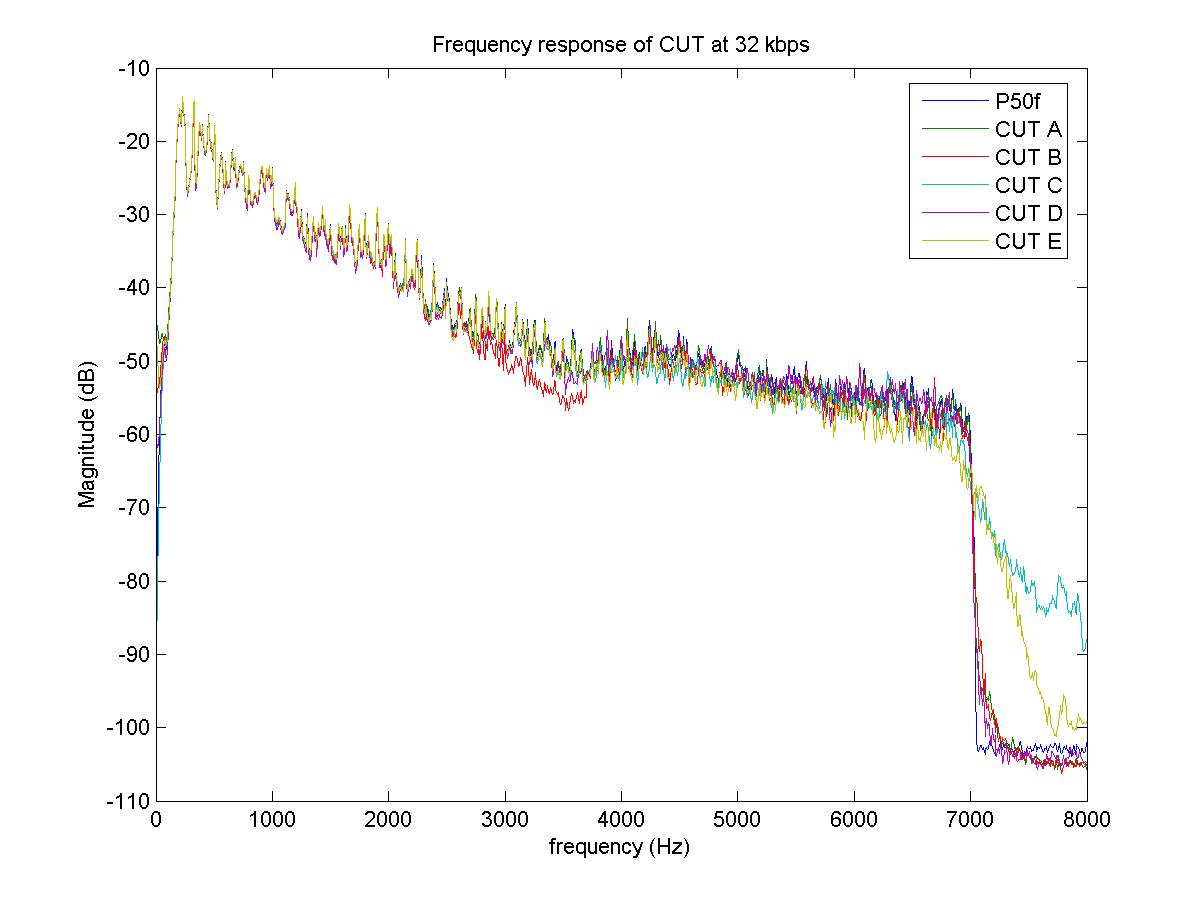 Frequency response of CUT at 32 kbps
-10
-20
-30
-40
-50
-60
-70
-80
-90
-100
-110
Magnitude (dB)
P50f
CUT A
CUT B
CUT C
CUT D
CUT E
0 1000 2000 3000 4000 5000 6000 7000 8000
frequency (Hz)